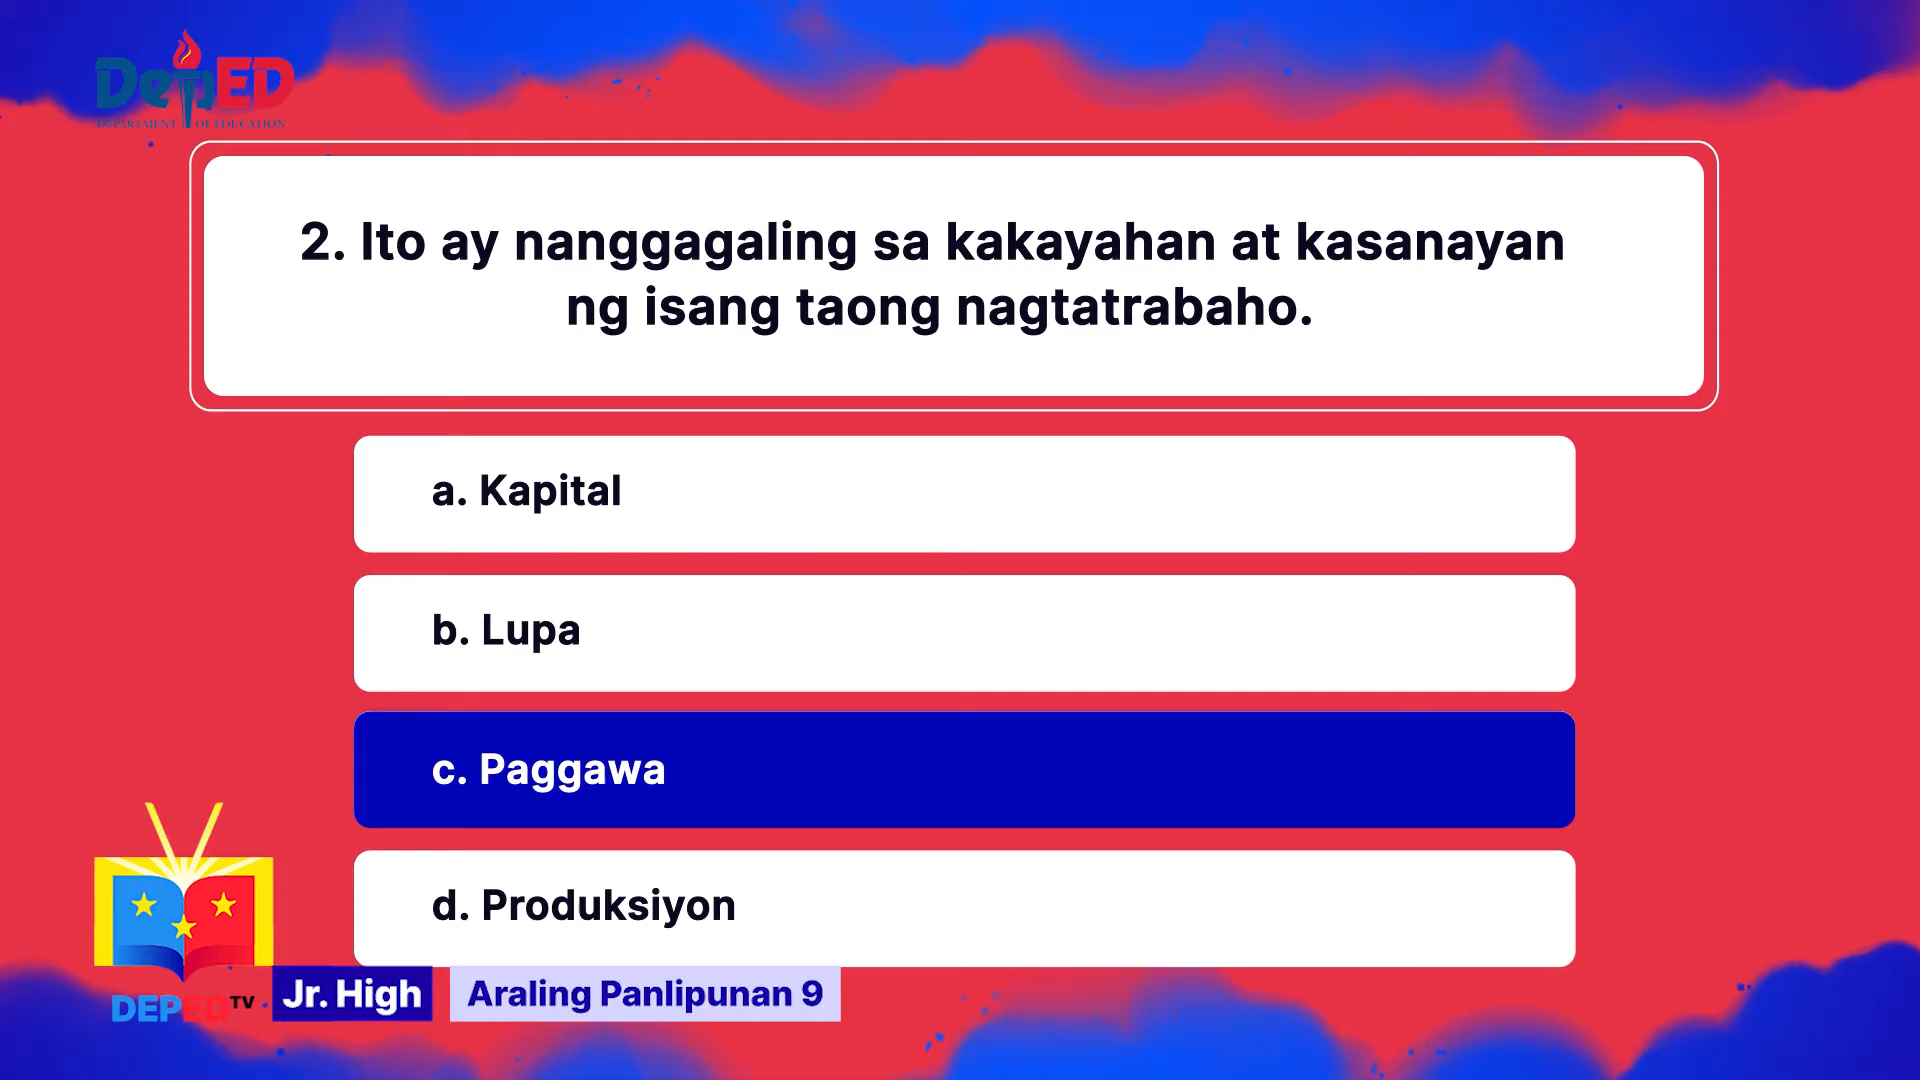 DepED
DEPARTMENT OF EDUCATION
2. Ito ay nanggagaling sa kakayahan at kasanayan
ng isang taong nagtatrabaho.
a. Kapital
b. Lupa
c. Paggawa
d. Produksiyon
DEPED TV
Jr. High
Araling Panlipunan 9